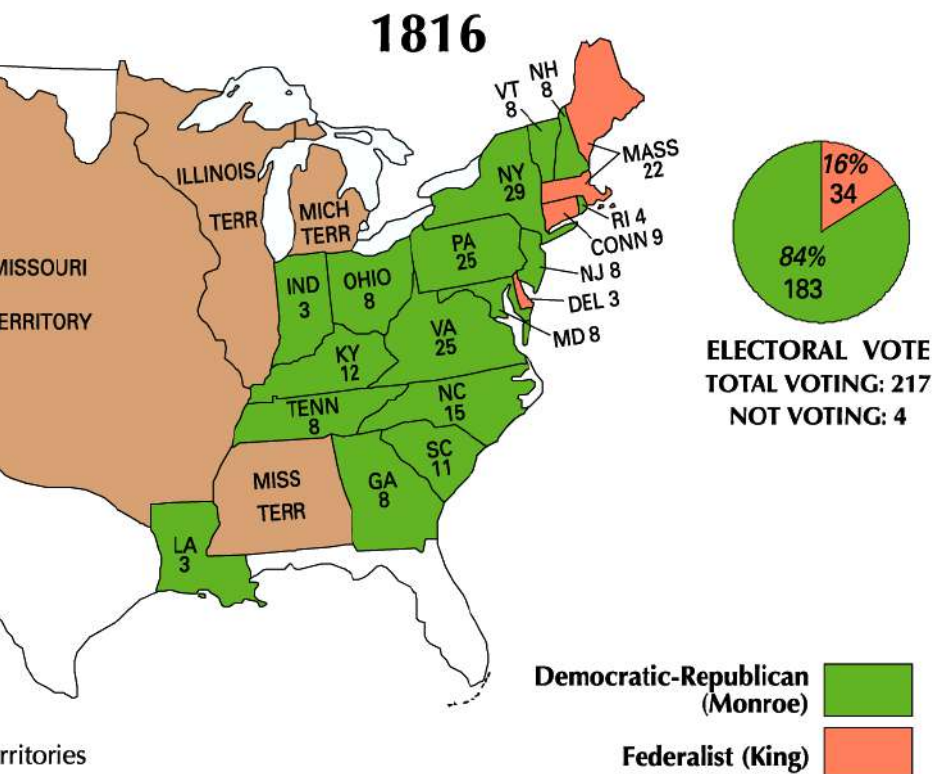 1816
NH
8
VT
8
MASS
22
ILLINOIS
TERR
MICH
TERR
NY
29
RI 4
CONN 9
PA
25
NJ 8
DEL 3
MD 8
MISSOURI
ERRITORY
IND
3
OHIO
8
VA
25
KY
12
NC
15
TENN
8
SC
11
MISS
TERR
GA
8
LA
3
16%
34
84%
183
ELECTORAL VOTE
TOTAL VOTING: 217
NOT VOTING: 4
Democratic-Republican
(Monroe)
Federalist (King)
rritories